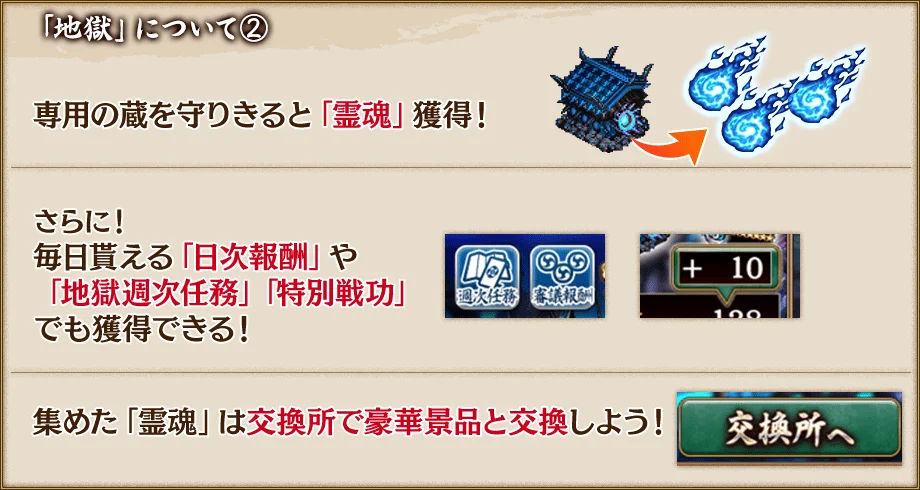 「地獄」について②
専用の蔵を守りきると「霊魂」獲得!
さらに!
毎日貰える「日次報酬」や
「地獄週次任務」「特別戦功」
でも獲得できる!
週次任務
審議報酬
+ 10
集めた「霊魂」は交換所で豪華景品と交換しよう!
交換所へ